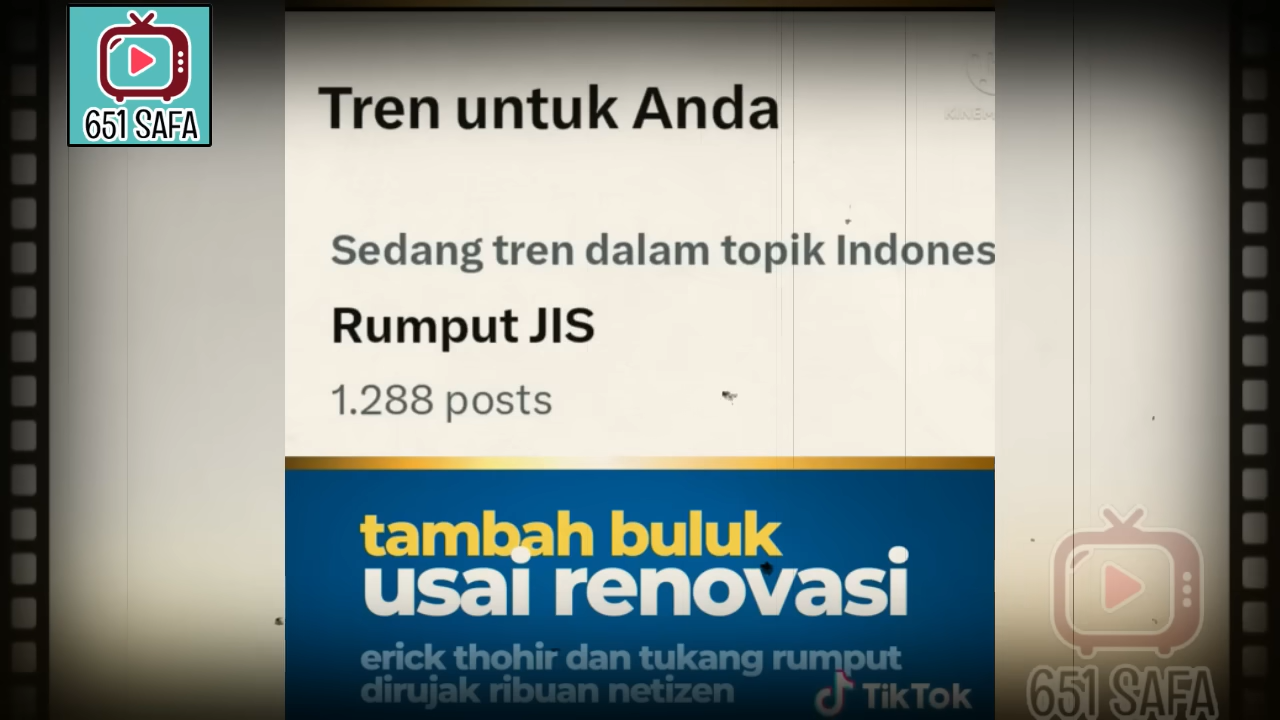 651 SAFA
Tren untuk Anda
Sedang tren dalam topik Indones
Rumput JIS
1.288 posts
tambah buluk
usai renovasi
erick thohir dan tukang rumput
dirujak ribuan netizen
TikTok
651 SAFA